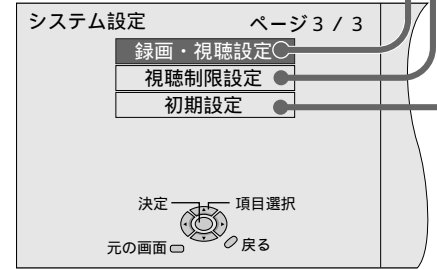 システム設定 ページ3 / 3
録画・視聴設定
視聴制限設定
初期設定
決定 項目選択
元の画面 戻る